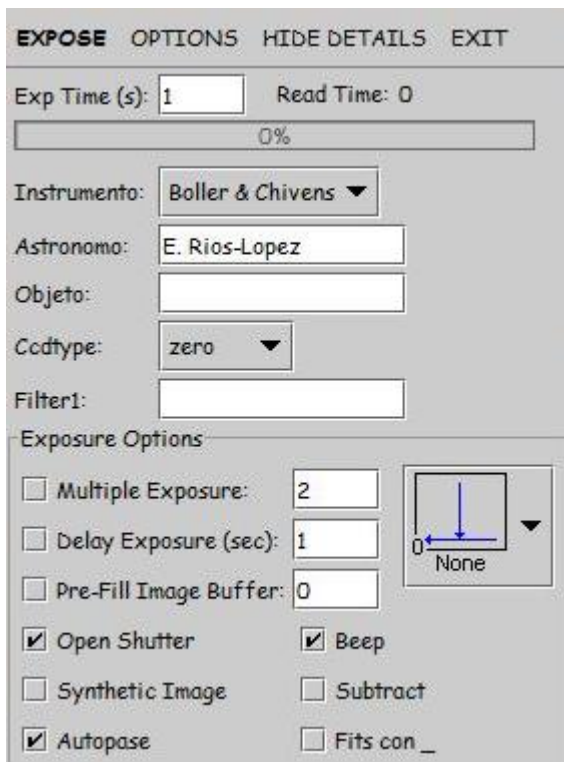 EXPOSE OPTIONS HIDE DETAILS EXIT
Exp Time (s): 1 Read Time: 0
0%
Instrumento: Boller & Chivens
Astronomo: E. Rios-Lopez
Objeto:
Ccdtype: zero
Filter1:
Exposure Options
Multiple Exposure: 2
Delay Exposure (sec): 1
Pre-Fill Image Buffer: 0
0
None
Open Shutter Beep
Synthetic Image Subtract
Autopase Fits con _